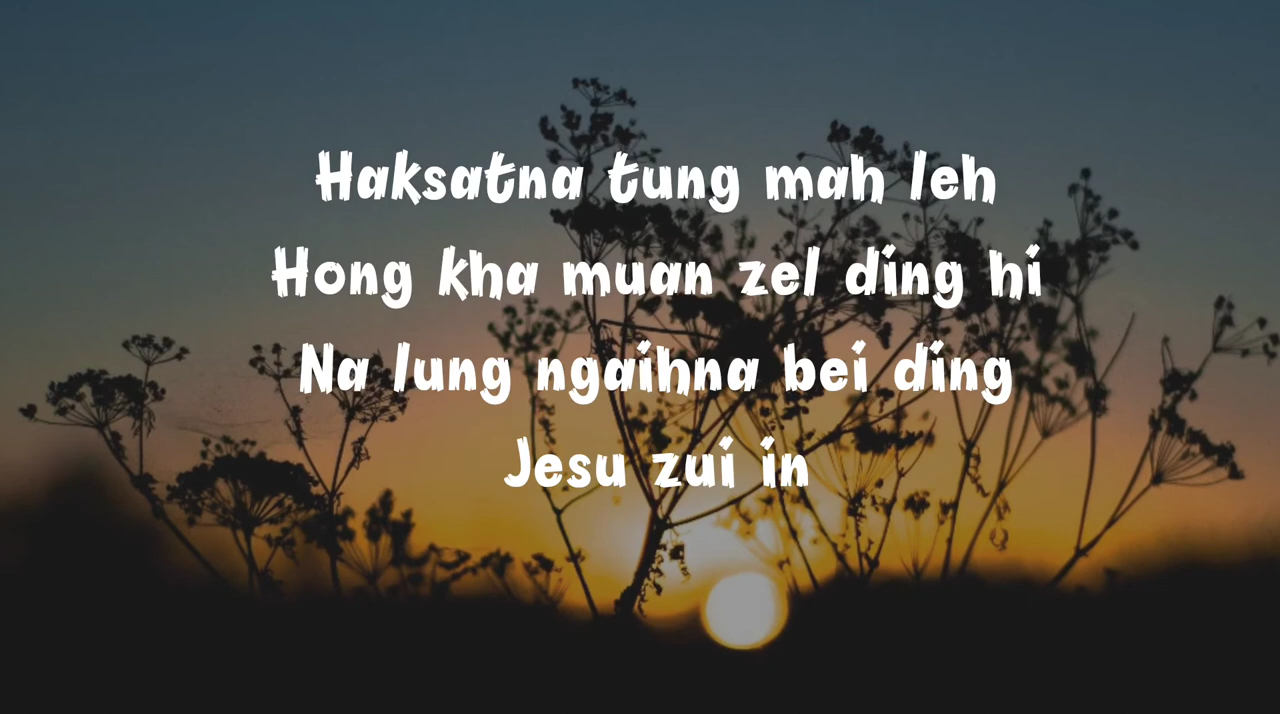 Haksatna tung mah leh
Hong kha muan zel ding hi
Na lung ngaihna bei ding
Jesu zui in